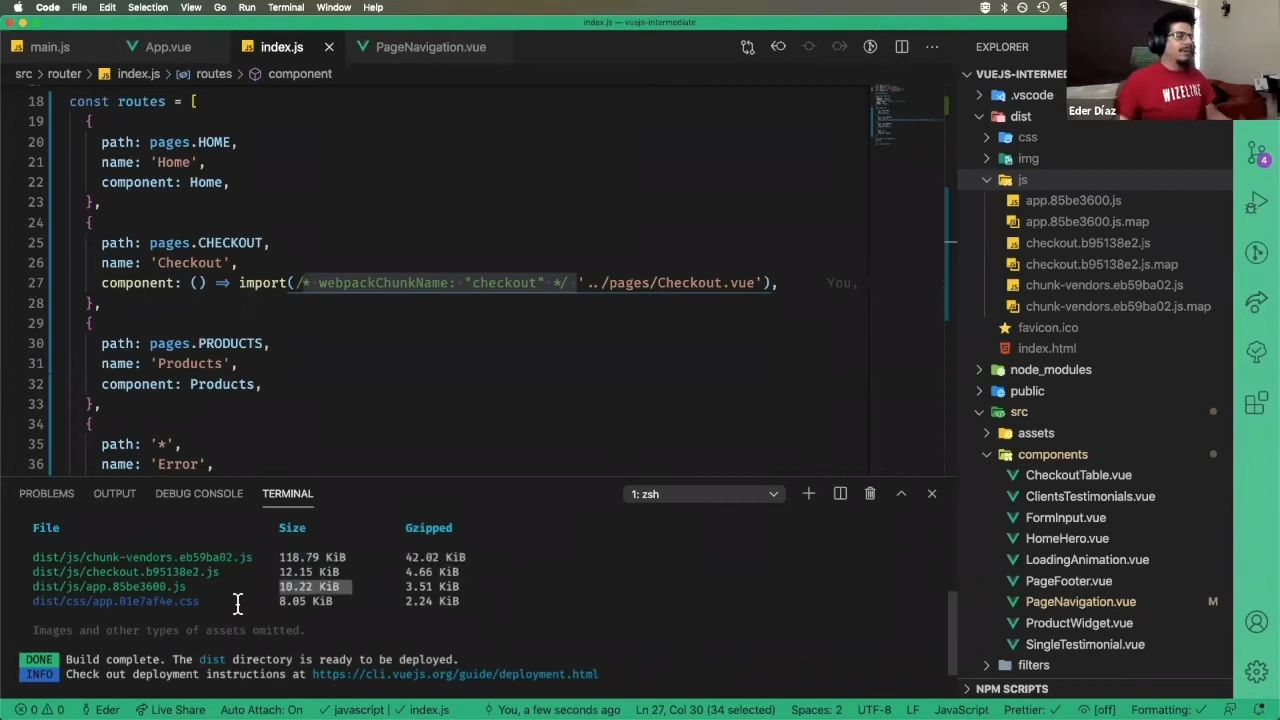 Code File Edit Selection View Go Run Terminal Window Help
index.js — vuejs-intermediate
main.js App.vue index.js PageNavigation.vue
src › router › index.js › routes › component
18 const routes = [
19 {
20 path: pages.HOME,
21 name: 'Home',
22 component: Home,
23 },
24 {
25 path: pages.CHECKOUT,
26 name: 'Checkout',
27 component: () => import(/* webpackChunkName: "checkout" */ '../pages/Checkout.vue'), You,
28 },
29 {
30 path: pages.PRODUCTS,
31 name: 'Products',
32 component: Products,
33 },
34 {
35 path: '*',
36 name: 'Error',
PROBLEMS OUTPUT DEBUG CONSOLE TERMINAL 1: zsh
File Size Gzipped
dist/js/chunk-vendors.eb59ba02.js 118.79 KiB 42.02 KiB
dist/js/checkout.b95138e2.js 12.15 KiB 4.66 KiB
dist/js/app.85be3600.js 10.22 KiB 3.51 KiB
dist/css/app.01e7af4e.css 8.05 KiB 2.24 KiB
Images and other types of assets omitted.
DONE Build complete. The dist directory is ready to be deployed.
INFO Check out deployment instructions at https://cli.vuejs.org/guide/deployment.html
EXPLORER
WIZELINE
Eder Díaz
VUEJS-INTERM
.vscode
dist
css
img
js
app.85be3600.js
app.85be3600.js.map
checkout.b95138e2.js
checkout.b95138e2.js.map
chunk-vendors.eb59ba02.js
chunk-vendors.eb59ba02.js.map
favicon.ico
index.html
node_modules
public
src
assets
components
CheckoutTable.vue
ClientsTestimonials.vue
FormInput.vue
HomeHero.vue
LoadingAnimation.vue
PageFooter.vue
PageNavigation.vue M
ProductWidget.vue
SingleTestimonial.vue
filters
NPM SCRIPTS
4
0 0 Eder Live Share Auto Attach: On javascript | index.js You, a few seconds ago Ln 27, Col 30 (34 selected) Spaces: 2 UTF-8 LF JavaScript Prettier: [off] Formatting: